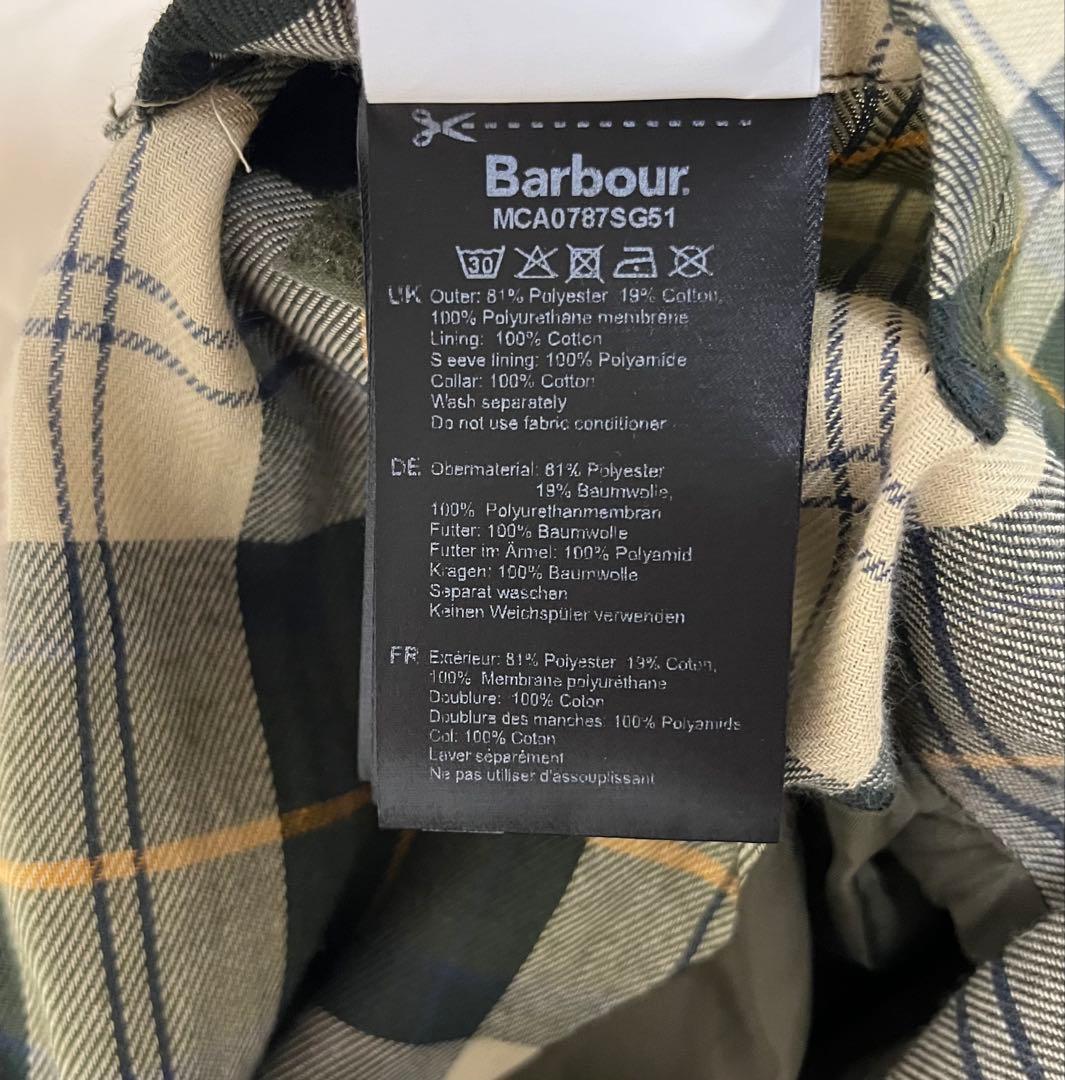 Barbour.
MCA0787SG51
30
UK Outer: 81% Polyester 19% Cotton,
100% Polyurethane membrane
Lining: 100% Cotton
Sleeve lining: 100% Polyamide
Collar: 100% Cotton
Wash separately
Do not use fabric conditioner
DE Obermaterial: 81% Polyester
19% Baumwolle,
100% Polyurethanmembran
Futter: 100% Baumwolle
Futter im Ärmel: 100% Polyamid
Kragen: 100% Baumwolle
Separat waschen
Keinen Weichspüler verwenden
FR Extérieur: 81% Polyester 19% Coton,
100% Membrane polyuréthane
Doublure: 100% Coton
Doublure des manches: 100% Polyamide
Col: 100% Coton
Laver séparément
Ne pas utiliser d'assouplissant